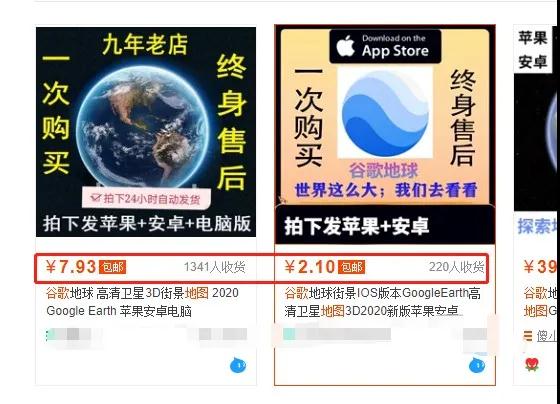 九年老店
一次购买
终身售后
拍下24小时自动发货
拍下发苹果+安卓+电脑版
¥7.93 包邮 1341人收货
谷歌地球 高清卫星3D街景地图 2020
Google Earth 苹果安卓电脑
Download on the
App Store
一次购买
终身售后
谷歌地球
世界这么大；我们去看看
拍下发苹果+安卓
¥2.10 包邮 220人收货
谷歌地球街景IOS版本GoogleEarth高
清卫星地图3D2020新版苹果安卓
苹果
安卓
探索
¥39
谷歌地
地图G
傻小